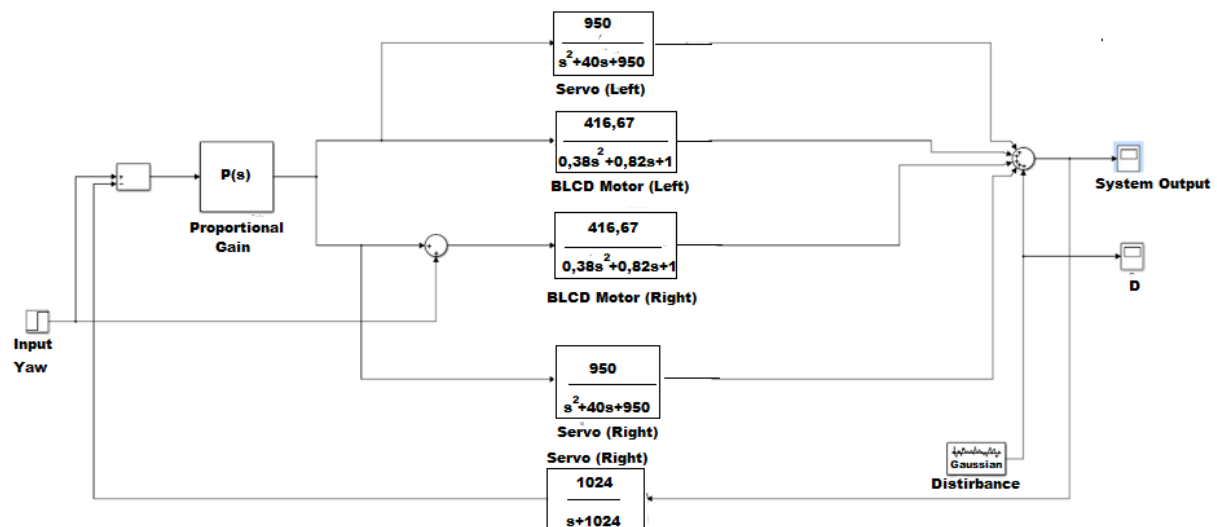 950
s²+40s+950
Servo (Left)
416,67
0,38s²+0,82s+1
BLCD Motor (Left)
P(s)
Proportional
Gain
System Output
416,67
0,38s²+0,82s+1
BLCD Motor (Right)
D
Input
Yaw
950
s²+40s+950
Servo (Right)
Servo (Right)
Gaussian
Distirbance
1024
s+1024